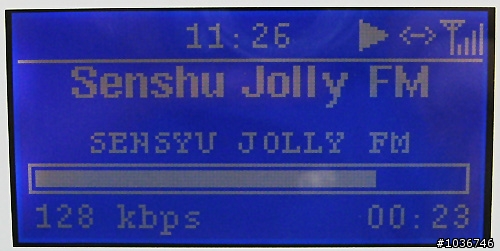 11:26
Senshu Jolly FM
SENSYU JOLLY FM
128 kbps 00:23
#1036746